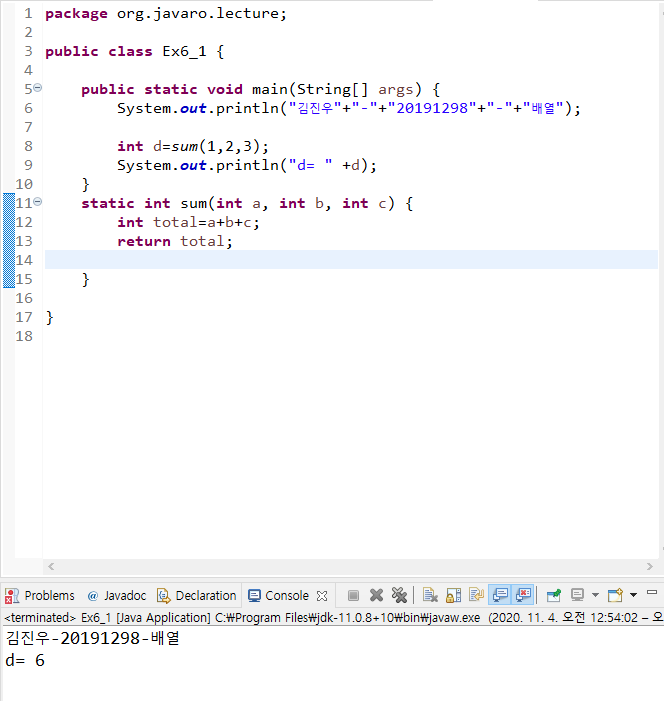 1 package org.javaro.lecture;
2
3 public class Ex6_1 {
4
5 public static void main(String[] args) {
6 System.out.println("김진우"+"-"+"20191298"+"-"+"배열");
7
8 int d=sum(1,2,3);
9 System.out.println("d= " +d);
10 }
11 static int sum(int a, int b, int c) {
12 int total=a+b+c;
13 return total;
14
15 }
16
17 }
18
Problems @ Javadoc Declaration Console
<terminated> Ex6_1 [Java Application] C:₩Program Files₩jdk-11.0.8+10₩bin₩javaw.exe (2020. 11. 4. 오전 12:54:02 – 오
김진우-20191298-배열
d= 6